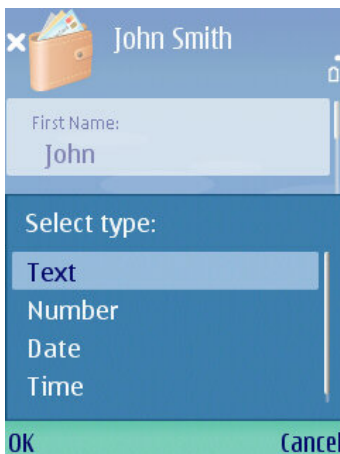 John Smith
First Name:
John
Select type:
Text
Number
Date
Time
OK
Cancel